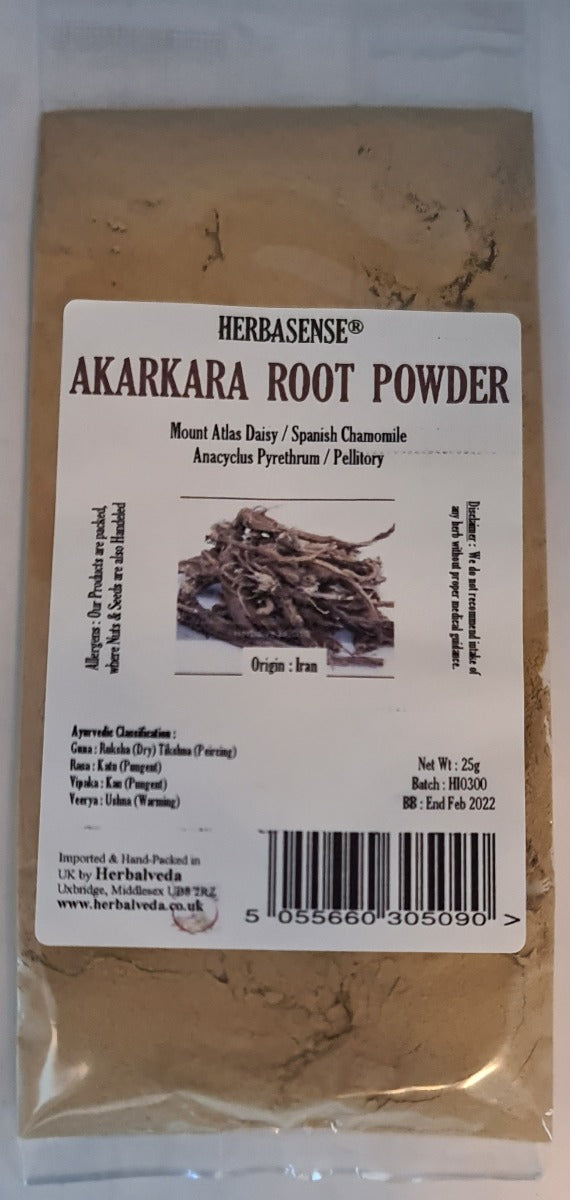 HERBASENSE®
AKARKARA ROOT POWDER
Mount Atlas Daisy / Spanish Chamomile
Anacyclus Pyrethrum / Pellitory
Allergens : Our Products are packed,
where Nuts & Seeds are also Handeled
Disclaimer : We do not recommend intake of
any herb without proper medical guidance.
Origin : Iran
Ayurvedic Classification :
Guna : Ruksha (Dry) Tikshna (Peircing)
Rasa : Katu (Pungent)
Vipaka : Kau (Pungent)
Veerya : Ushna (Warming)
Net Wt : 25g
Batch : HI0300
BB : End Feb 2022
Imported & Hand-Packed in
UK by Herbalveda
Uxbridge, Middlesex UB8 2RZ
www.herbalveda.co.uk
5 055660 305090 >